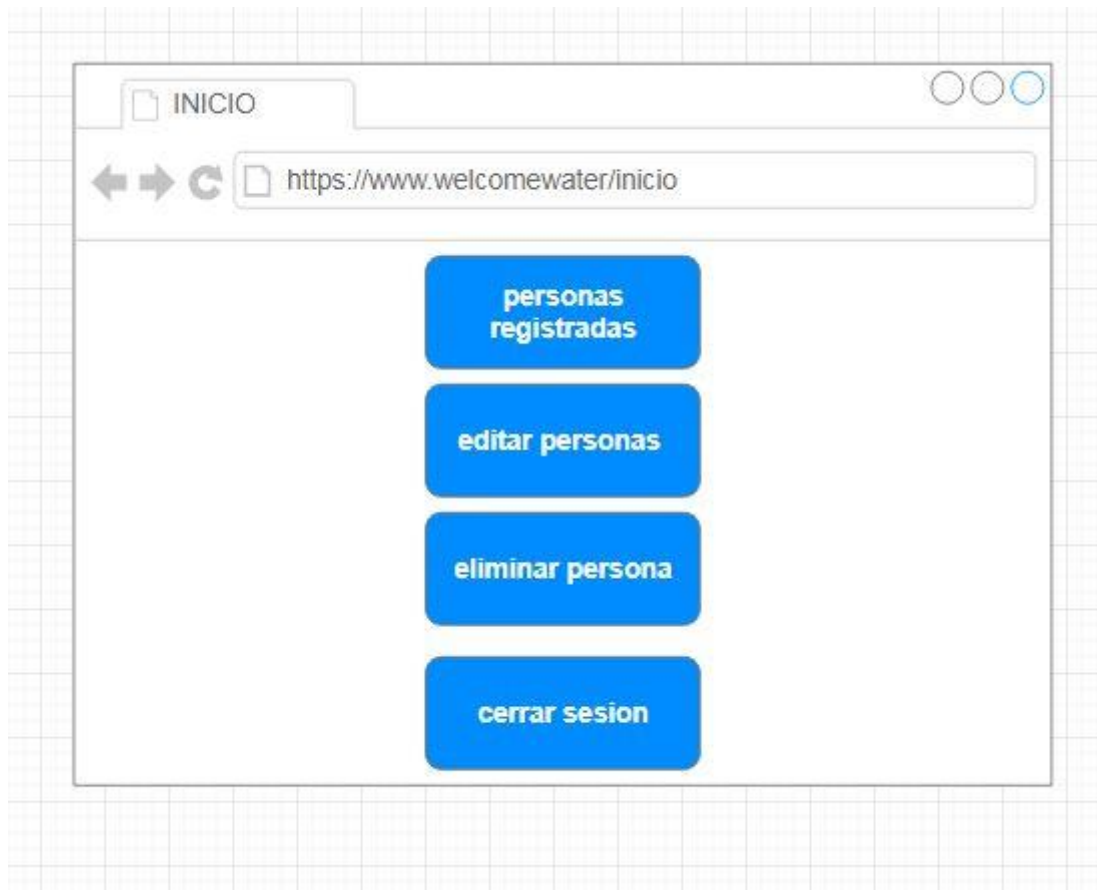 INICIO
https://www.welcomewater/inicio
personas
registradas
editar personas
eliminar persona
cerrar sesion